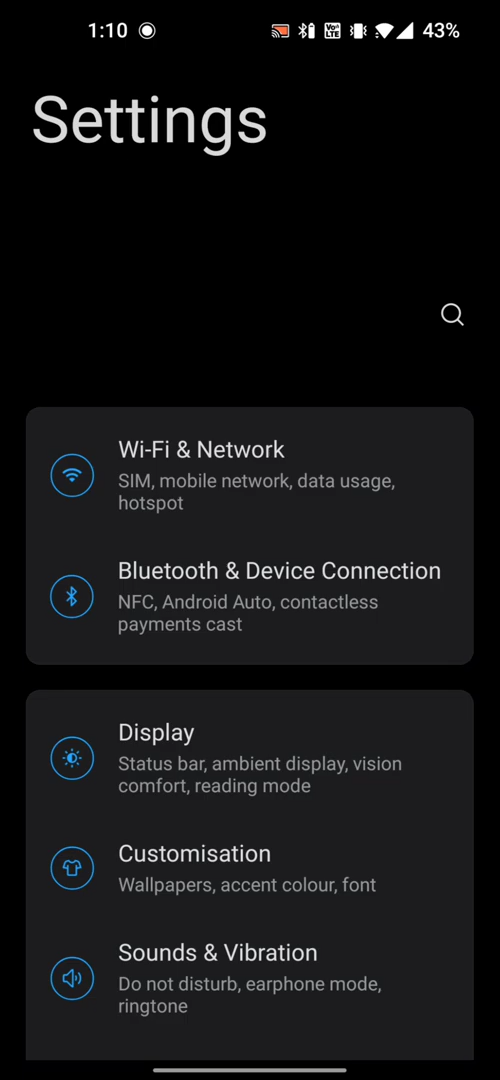 1:10
Vo)) LTE
43%
Settings
Wi-Fi & Network
SIM, mobile network, data usage,
hotspot
Bluetooth & Device Connection
NFC, Android Auto, contactless
payments cast
Display
Status bar, ambient display, vision
comfort, reading mode
Customisation
Wallpapers, accent colour, font
Sounds & Vibration
Do not disturb, earphone mode,
ringtone